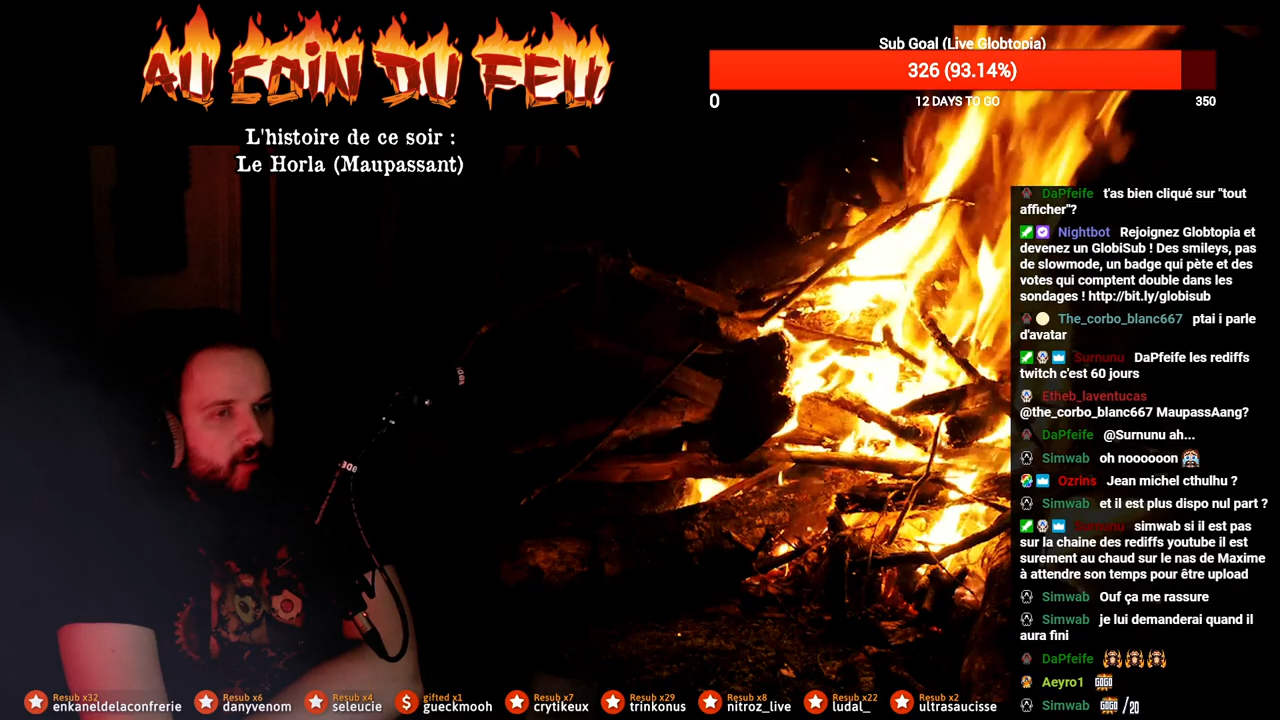 AU COIN DU FEU
L'histoire de ce soir :
Le Horla (Maupassant)
Sub Goal (Live Globtopia)
326 (93.14%)
0
12 DAYS TO GO
350
DaPfeife t'as bien cliqué sur "tout
afficher"?
Nightbot Rejoignez Globtopia et
devenez un GlobiSub ! Des smileys, pas
de slowmode, un badge qui pète et des
votes qui comptent double dans les
sondages ! http://bit.ly/globisub
The_corbo_blanc667 ptai i parle
d'avatar
Surnunu DaPfeife les rediffs
twitch c'est 60 jours
Etheb_laventucas
@the_corbo_blanc667 MaupassAang?
DaPfeife @Surnunu ah...
Simwab oh nooooooon
Ozrins Jean michel cthulhu ?
Simwab et il est plus dispo nul part ?
Surnunu simwab si il est pas
sur la chaine des rediffs youtube il est
surement au chaud sur le nas de Maxime
à attendre son temps pour être upload
Simwab Ouf ça me rassure
Simwab je lui demanderai quand il
aura fini
DaPfeife
Aeyro1 GOGO
Simwab GOGO /20
Resub x32
enkaneldelaconfrerie
Resub x6
danyvenom
Resub x4
seleucie
gifted x1
gueckmooh
Resub x7
crytikeux
Resub x29
trinkonus
Resub x8
nitroz_live
Resub x22
ludal_
Resub x2
ultrasaucisse